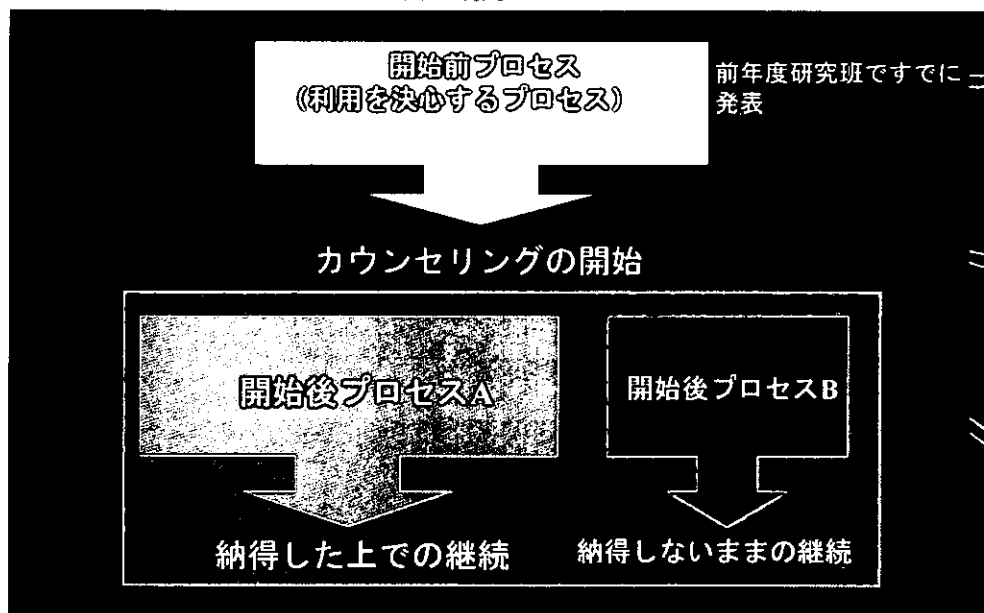 開始前プロセス
（利用を決心するプロセス）
前年度研究班ですでに
発表
カウンセリングの開始
開始後プロセスA
開始後プロセスB
納得した上での継続
納得しないままの継続